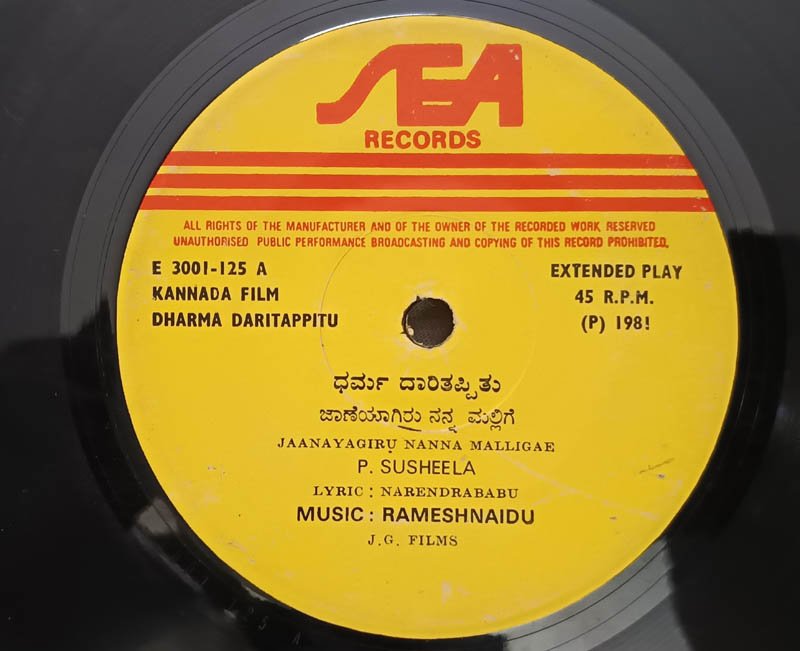 SEA
RECORDS
ALL RIGHTS OF THE MANUFACTURER AND OF THE OWNER OF THE RECORDED WORK RESERVED
UNAUTHORISED PUBLIC PERFORMANCE BROADCASTING AND COPYING OF THIS RECORD PROHIBITED.
E 3001-125 A
KANNADA FILM
DHARMA DARITAPPITU
EXTENDED PLAY
45 R.P.M.
(P) 1981
ಧರ್ಮ ದಾರಿತಪ್ಪಿತು
ಜಾಣೆಯಾಗಿರು ನನ್ನ ಮಲ್ಲಿಗೆ
JAANAYAGIRU NANNA MALLIGAE
P. SUSHEELA
LYRIC : NARENDRABABU
MUSIC : RAMESHNAIDU
J.G. FILMS